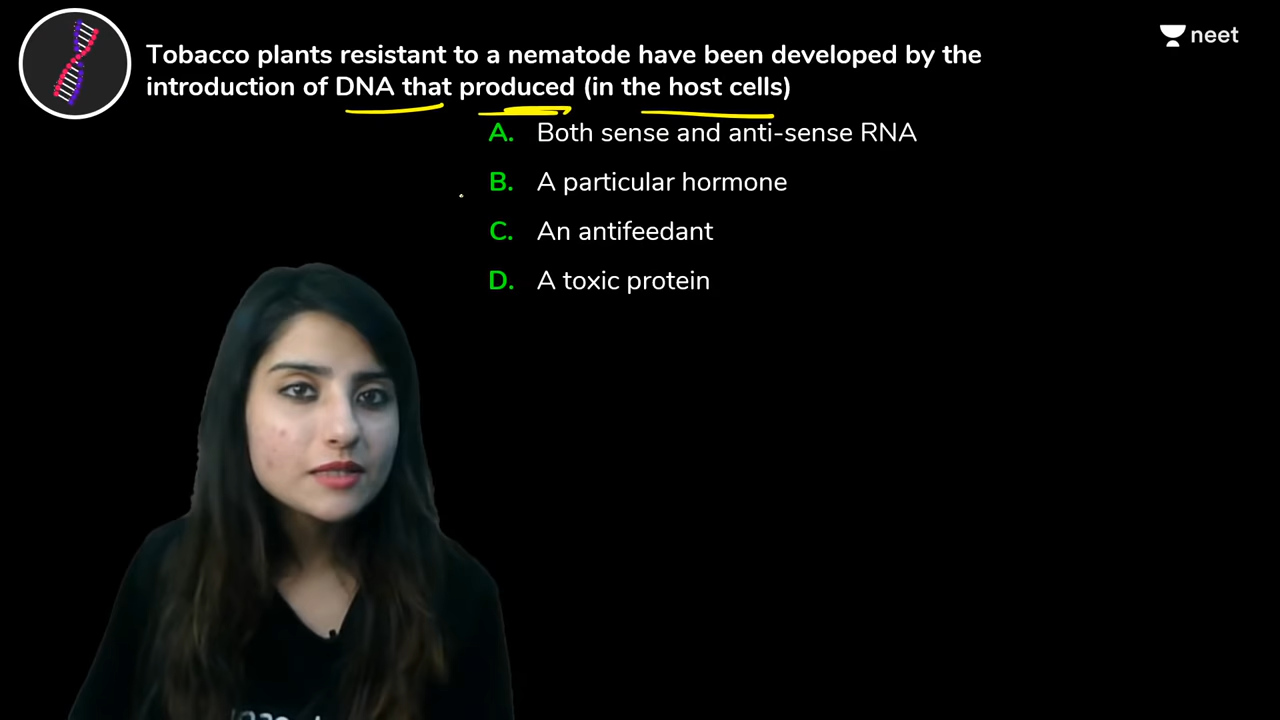 Tobacco plants resistant to a nematode have been developed by the
introduction of DNA that produced (in the host cells)
A. Both sense and anti-sense RNA
B. A particular hormone
C. An antifeedant
D. A toxic protein
neet